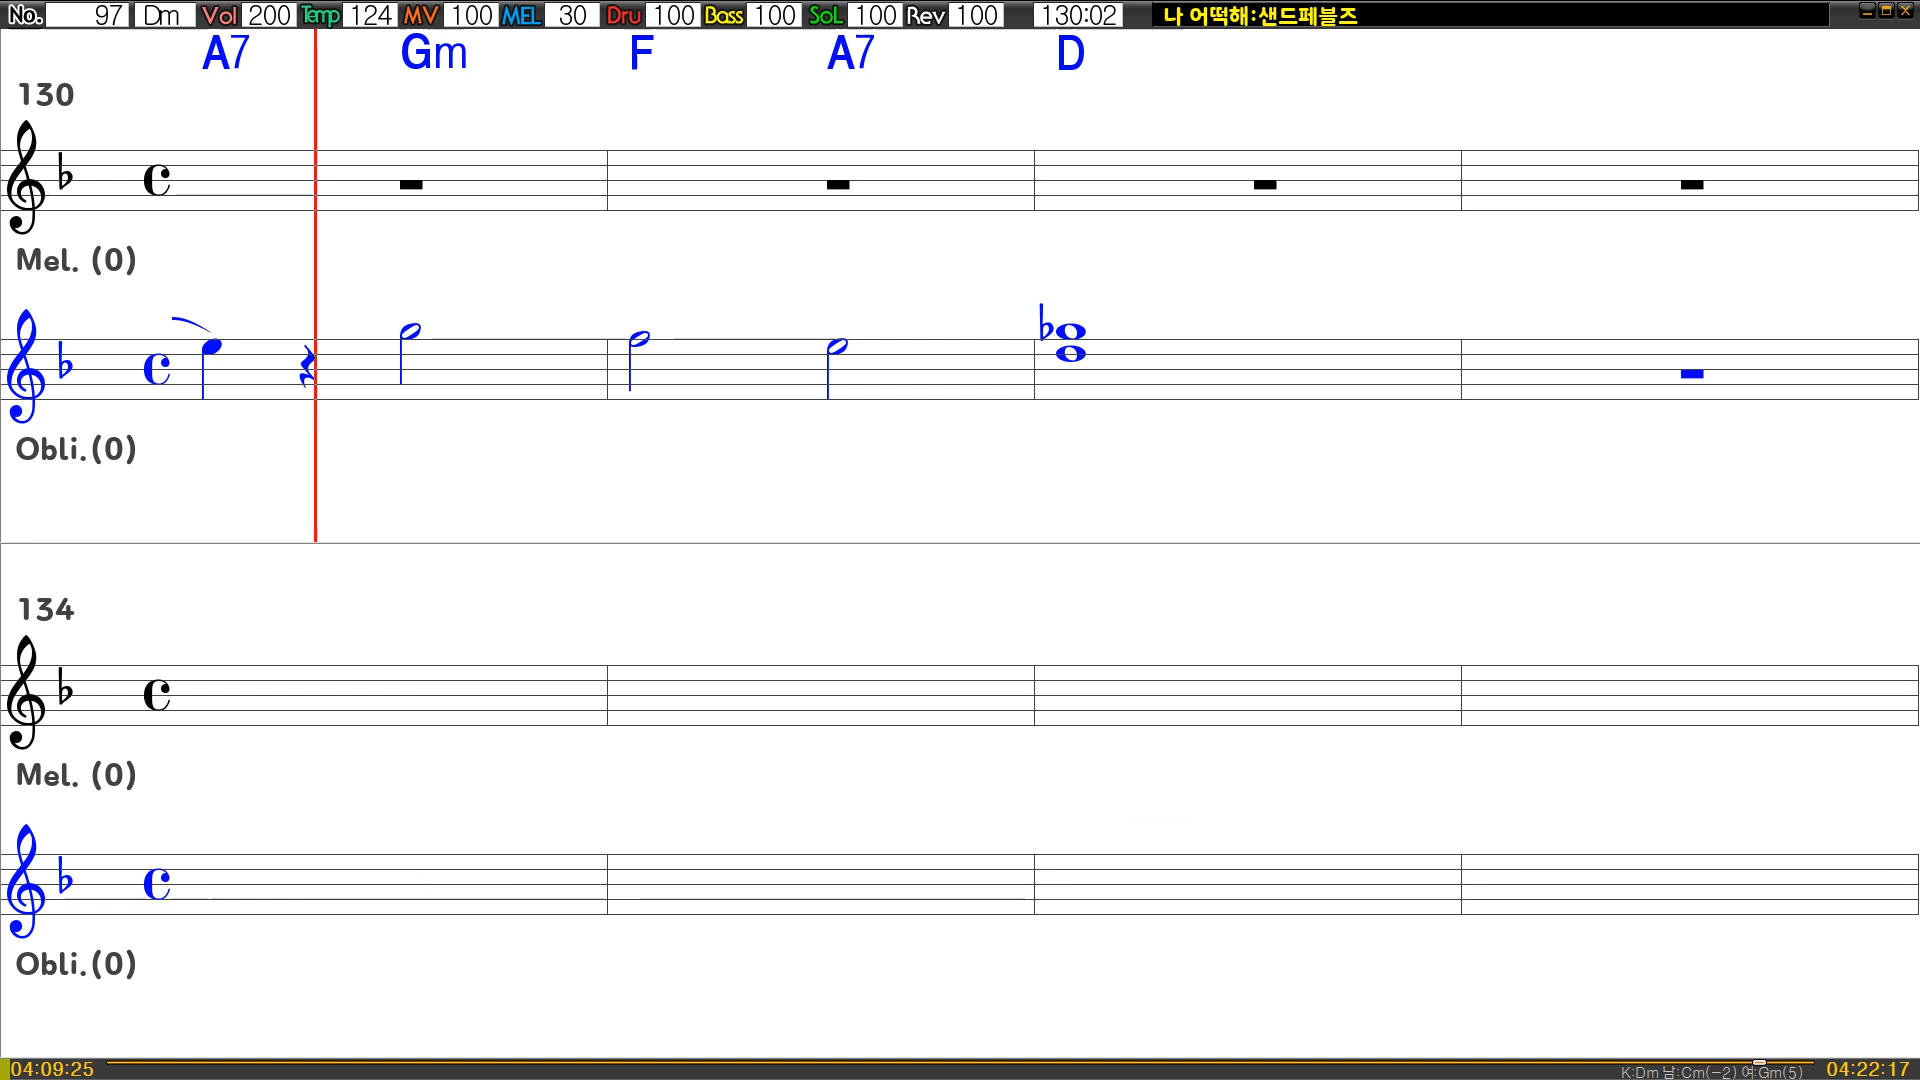 No. 97 Dm Vol 200 Temp 124 MV 100 MEL 30 Dru 100 Bass 100 SoL 100 Rev 100 130:02 나 어떡해:샌드페블즈
A7 Gm F A7 D
130
Mel. (0)
Obli.(0)
134
Mel. (0)
Obli.(0)
04:09:25 K:Dm 남:Cm(-2) 여:Gm(5) 04:22:17